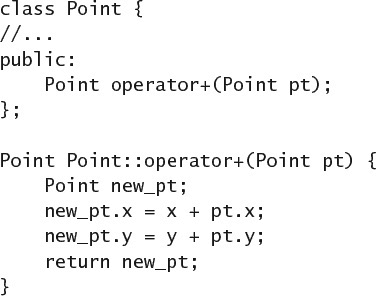 class Point {
//...
public:
    Point operator+(Point pt);
};

Point Point::operator+(Point pt) {
    Point new_pt;
    new_pt.x = x + pt.x;
    new_pt.y = y + pt.y;
    return new_pt;
}